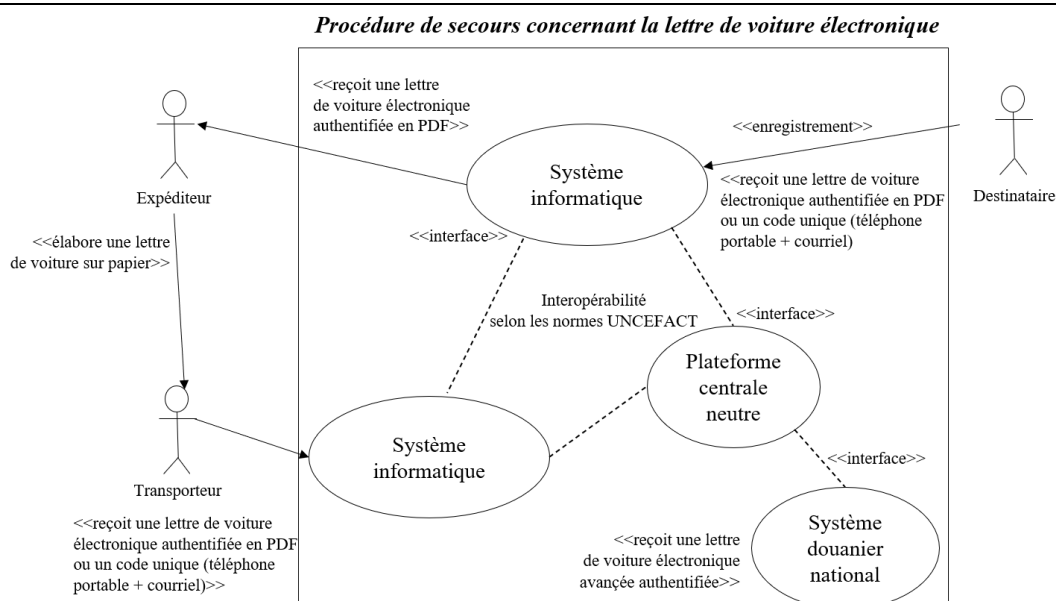 Procédure de secours concernant la lettre de voiture électronique
<<reçoit une lettre
de voiture électronique
authentifiée en PDF>>
<<enregistrement>>
Expéditeur
Système
informatique
<<reçoit une lettre de voiture
électronique authentifiée en PDF
ou un code unique (téléphone
portable + courriel)
Destinataire
<<élabore une lettre
de voiture sur papier>>
<<interface>>
Interopérabilité
selon les normes UNCEFACT
<<interface>>
Plateforme
centrale
neutre
Système
informatique
<<interface>>
Transporteur
<<reçoit une lettre de voiture
électronique authentifiée en PDF
ou un code unique (téléphone
portable + courriel)>>
<<reçoit une lettre
de voiture électronique
avançée authentifiée>>
Système
douanier
national